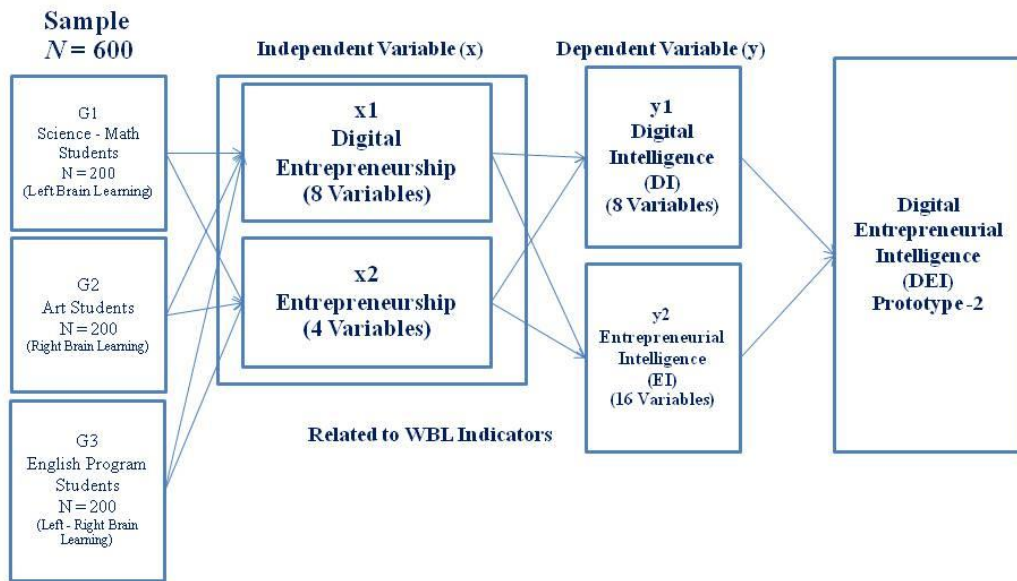 Sample
N = 600
Independent Variable (x)
Dependent Variable (y)
G1
Science - Math
Students
N = 200
(Left Brain Learning)
G2
Art Students
N = 200
(Right Brain Learning)
G3
English Program
Students
N = 200
(Left - Right Brain
Learning)
x1
Digital
Entrepreneurship
(8 Variables)
x2
Entrepreneurship
(4 Variables)
Related to WBL Indicators
y1
Digital
Intelligence
(DI)
(8 Variables)
y2
Entrepreneurial
Intelligence
(EI)
(16 Variables)
Digital
Entrepreneurial
Intelligence
(DEI)
Prototype -2